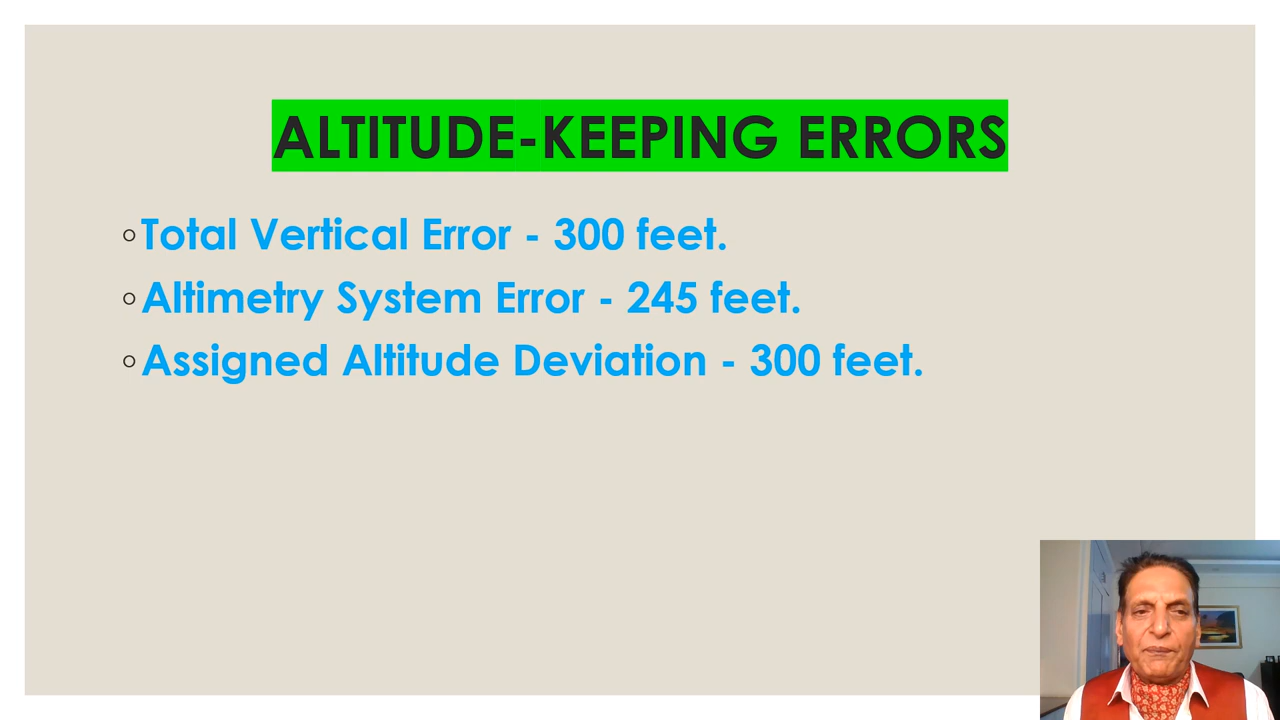 ALTITUDE-KEEPING ERRORS
◦Total Vertical Error - 300 feet.
◦Altimetry System Error - 245 feet.
◦Assigned Altitude Deviation - 300 feet.